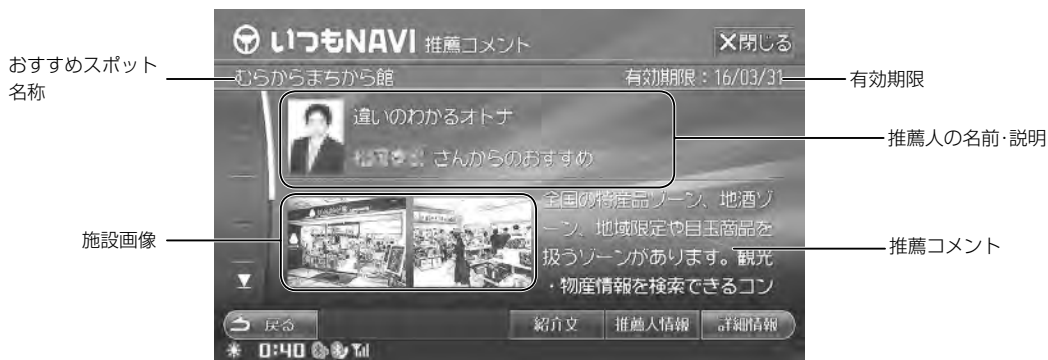 いつもNAVI 推薦コメント
×閉じる
おすすめスポット
名称
むらからまちから館
有効期限:16/03/31
有効期限
違いのわかるオトナ
さんからのおすすめ
推薦人の名前・説明
施設画像
全国の特産品ゾーン、地酒ゾ
ーン、地域限定や目玉商品を
扱うゾーンがあります。観光
・物産情報を検索できるコン
推薦コメント
戻る
紹介文
推薦人情報
詳細情報
0:40